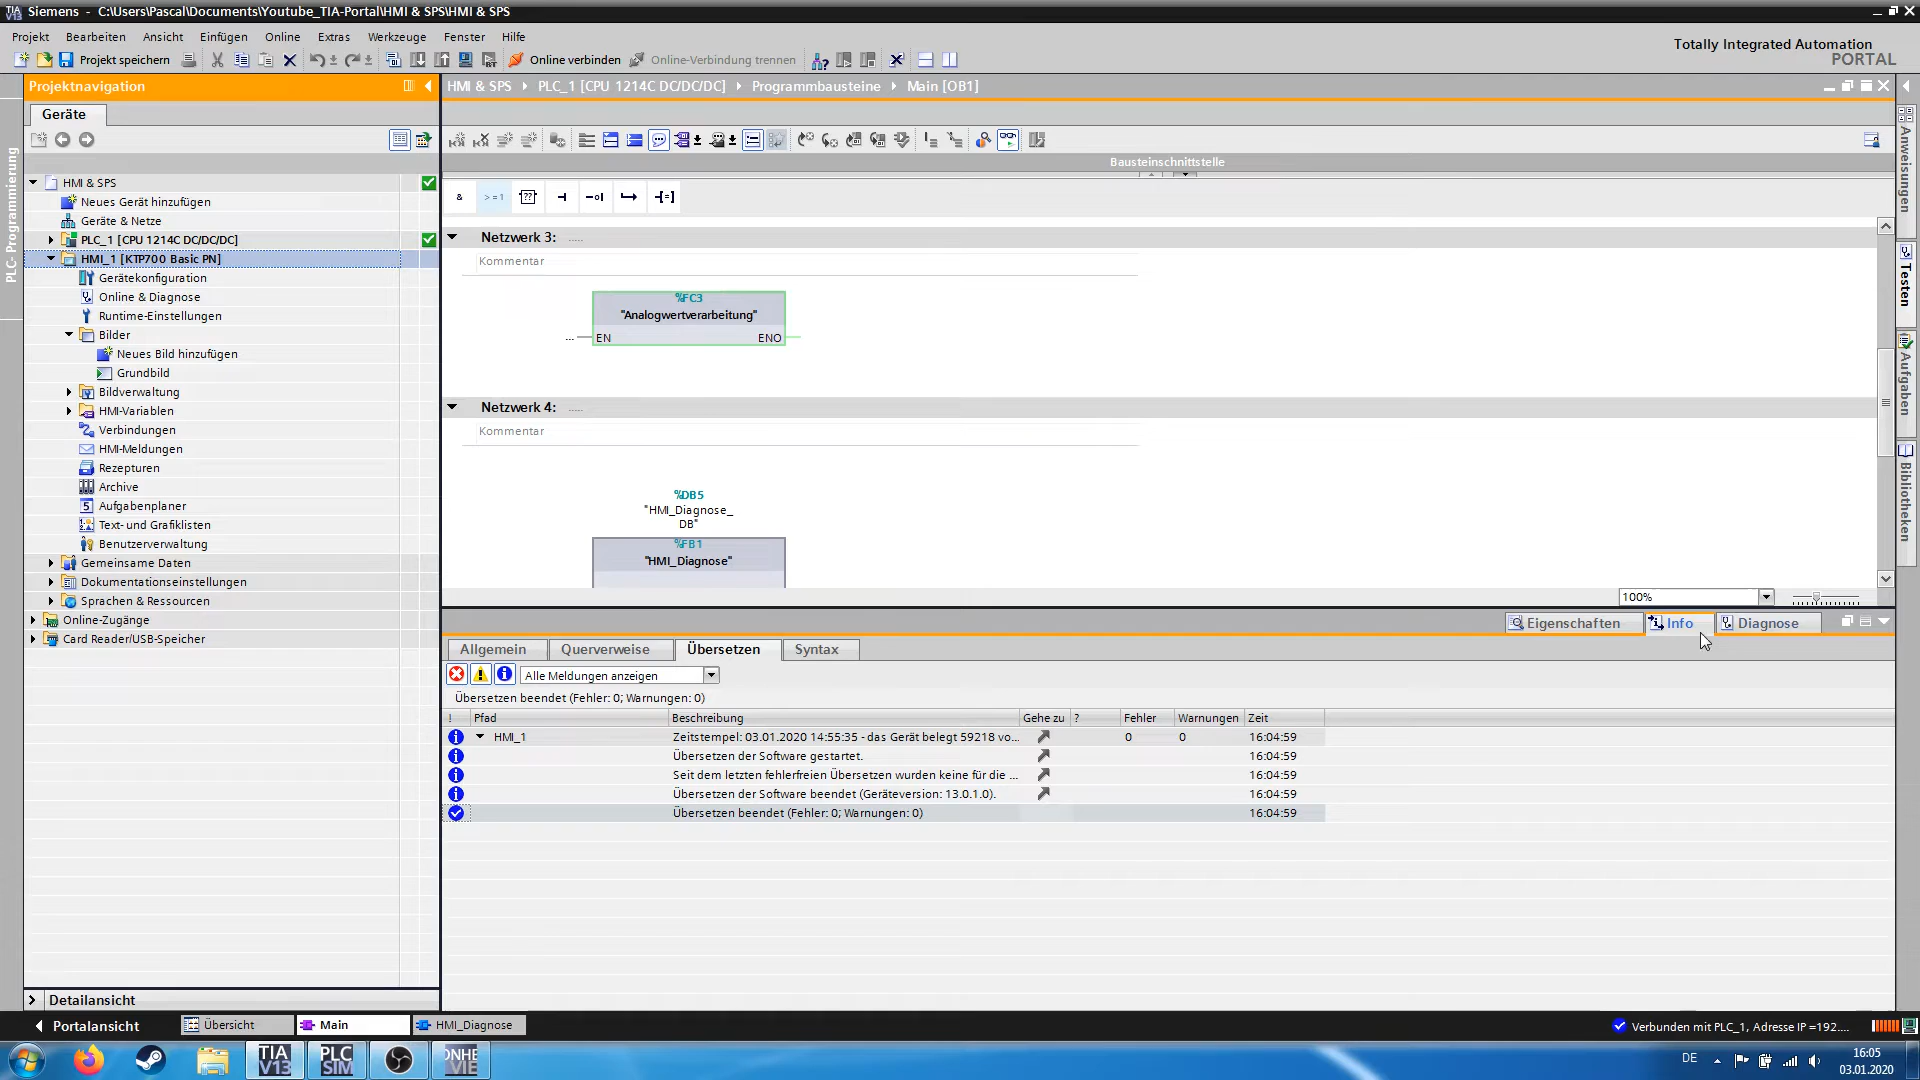 Siemens - C:\Users\Pascal\Documents\Youtube_TIA-Portal\HMI & SPS\HMI & SPS
Projekt Bearbeiten Ansicht Einfügen Online Extras Werkzeuge Fenster Hilfe
Totally Integrated Automation
PORTAL
Projekt speichern Online verbinden Online-Verbindung trennen
Projektnavigation
HMI & SPS PLC_1 [CPU 1214C DC/DC/DC] Programmbausteine Main [OB1]
Geräte
Bausteinschnittstelle
HMI & SPS
Neues Gerät hinzufügen
Geräte & Netze
PLC_1 [CPU 1214C DC/DC/DC]
HMI_1 [KTP700 Basic PN]
Gerätekonfiguration
Online & Diagnose
Runtime-Einstellungen
Bilder
Neues Bild hinzufügen
Grundbild
Bildverwaltung
HMI-Variablen
Verbindungen
HMI-Meldungen
Rezepturen
Archive
Aufgabenplaner
Text- und Grafiklisten
Benutzerverwaltung
Gemeinsame Daten
Dokumentationseinstellungen
Sprachen & Ressourcen
Online-Zugänge
Card Reader/USB-Speicher
Detailansicht
PLC-Programmierung
& >=1 ?? -| -o| [=]
Netzwerk 3: .....
Kommentar
%FC3
"Analogwertverarbeitung"
... EN ENO
Netzwerk 4: .....
Kommentar
%DB5
"HMI_Diagnose_
DB"
%FB1
"HMI_Diagnose"
100%
Anweisungen
Testen
Aufgaben
Bibliotheken
Eigenschaften Info Diagnose
Allgemein Querverweise Übersetzen Syntax
Alle Meldungen anzeigen
Übersetzen beendet (Fehler: 0; Warnungen: 0)
! Pfad Beschreibung Gehe zu ? Fehler Warnungen Zeit
HMI_1 Zeitstempel: 03.01.2020 14:55:35 - das Gerät belegt 59218 vo... 0 0 16:04:59
Übersetzen der Software gestartet. 16:04:59
Seit dem letzten fehlerfreien Übersetzen wurden keine für die ... 16:04:59
Übersetzen der Software beendet (Geräteversion: 13.0.1.0). 16:04:59
Übersetzen beendet (Fehler: 0; Warnungen: 0) 16:04:59
Portalansicht Übersicht Main HMI_Diagnose
Verbunden mit PLC_1, Adresse IP =192....
TIA V13 PLC SIM
DE
16:05
03.01.2020